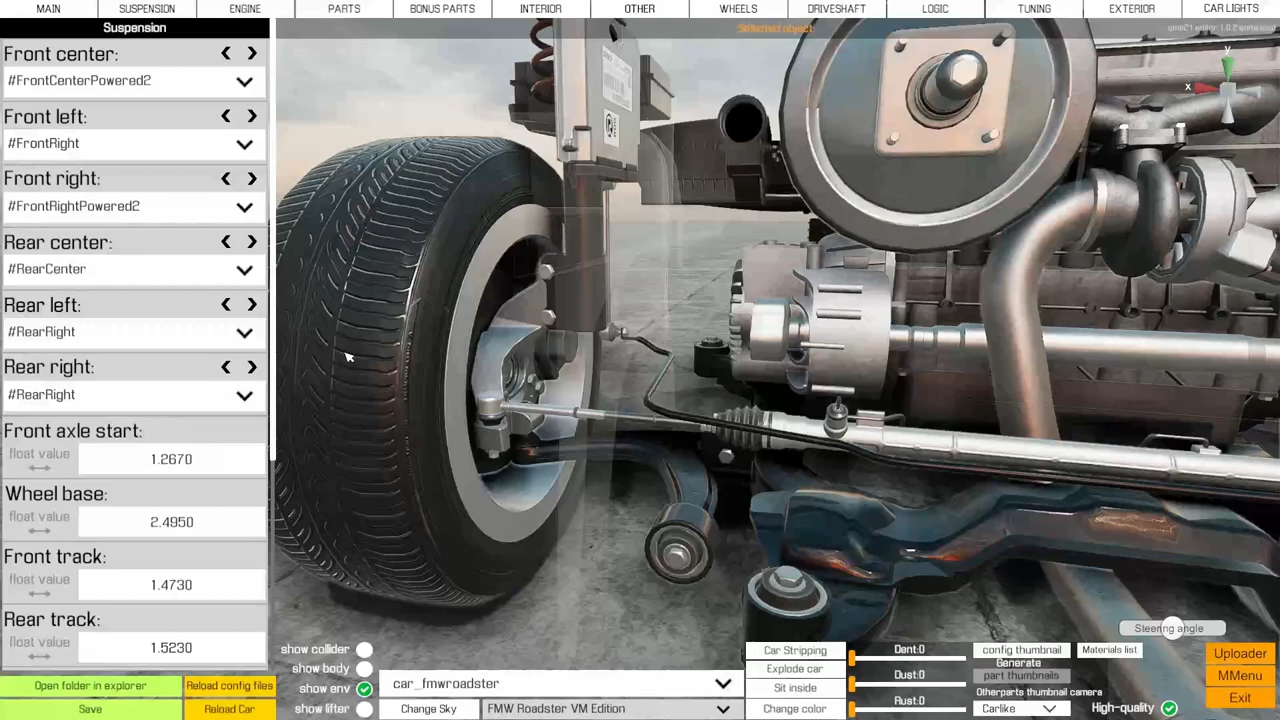 MAIN SUSPENSION ENGINE PARTS BONUS PARTS INTERIOR OTHER WHEELS DRIVESHAFT LOGIC TUNING EXTERIOR CAR LIGHTS
Suspension
Selected object:
Front center: < >
#FrontCenterPowered2
Front left: < >
#FrontRight
Front right: < >
#FrontRightPowered2
Rear center: < >
#RearCenter
Rear left: < >
#RearRight
Rear right: < >
#RearRight
Front axle start:
float value 1.2670
Wheel base:
float value 2.4950
Front track:
float value 1.4730
Rear track:
float value 1.5230
Open folder in explorer Reload config files
Save Reload Car
y
x
Steering angle
show collider
show body
show env
show lifter
car_fmwroadster
Change Sky FMW Roadster VM Edition
Car Stripping
Explode car
Sit inside
Change color
Dent:0
Dust:0
Rust:0
config thumbnail Materials list
Generate
part thumbnails
Otherparts thumbnail camera
Carlike High-quality
Uploader
MMenu
Exit